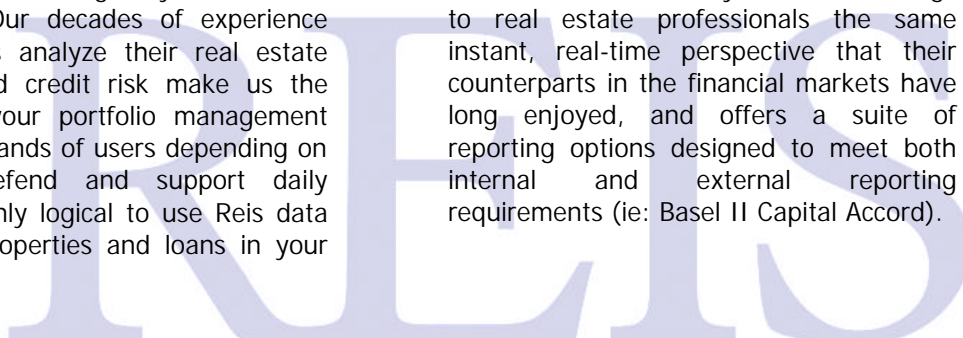 Our decades of experience
analyze their real estate
credit risk make us the
your portfolio management
ands of users depending on
efend and support daily
nly logical to use Reis data
operties and loans in your
to real estate professionals the same
instant, real-time perspective that their
counterparts in the financial markets have
long enjoyed, and offers a suite of
reporting options designed to meet both
internal and external reporting
requirements (ie: Basel II Capital Accord).
REIS